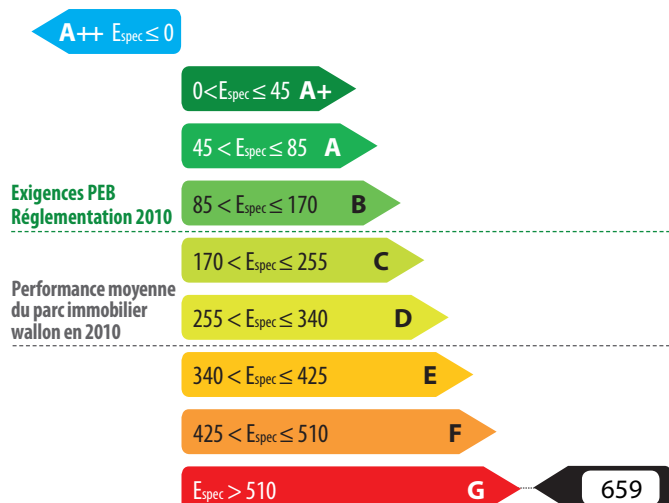 A++ Espec ≤ 0
0<Espec ≤ 45 A+
45 < Espec ≤ 85 A
Exigences PEB
Réglementation 2010
85 < Espec ≤ 170 B
170 < Espec ≤ 255 C
Performance moyenne
du parc immobilier
wallon en 2010
255 < Espec ≤ 340 D
340 < Espec ≤ 425 E
425 < Espec ≤ 510 F
Espec > 510 G 659